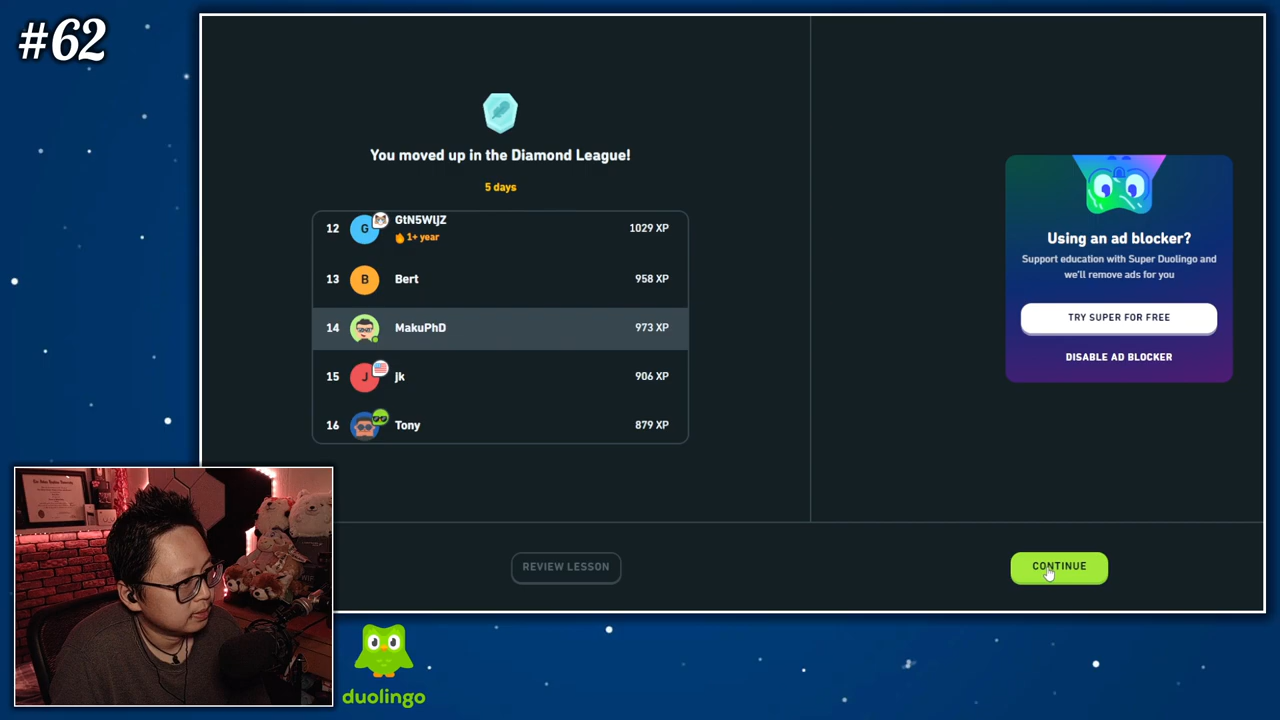 #62
You moved up in the Diamond League!
5 days
12 G GtN5WlJZ 1029 XP
1+ year
13 B Bert 958 XP
14 MakuPhD 973 XP
15 J Jk 906 XP
16 Tony 879 XP
Using an ad blocker?
Support education with Super Duolingo and
we'll remove ads for you
TRY SUPER FOR FREE
DISABLE AD BLOCKER
REVIEW LESSON
CONTINUE
duolingo